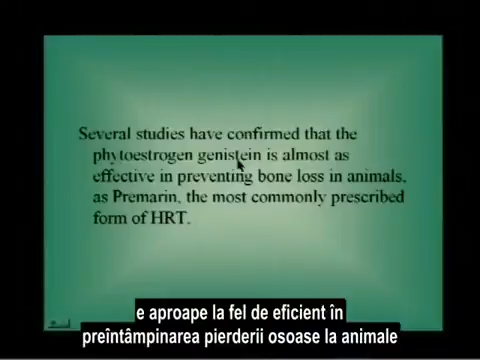 Several studies have confirmed that the
phytoestrogen genistein is almost as
effective in preventing bone loss in animals,
as Premarin, the most commonly prescribed
form of HRT.
e aproape la fel de eficient în
preîntâmpinarea pierderii osoase la animale